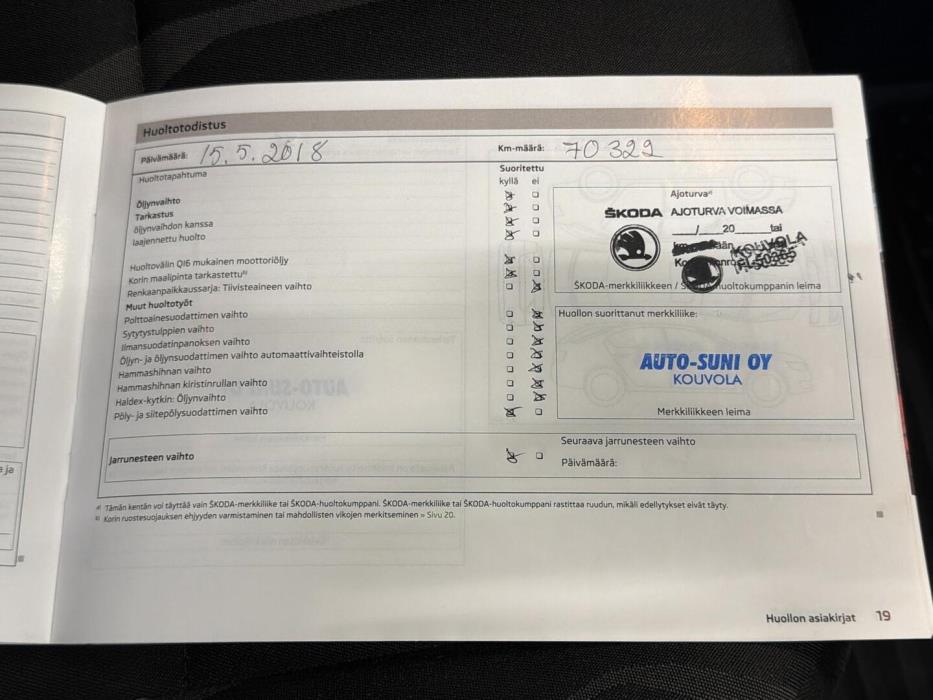 Huoltotodistus
Päivämäärä: 15.5.2018 Km-määrä: 70 322
Huoltotapahtuma Suoritettu
kyllä ei
Öljynvaihto
Tarkastus
öljynvaihdon kanssa
laajennettu huolto
Huoltovälin QI6 mukainen moottoriöljy
Korin maalipinta tarkastettu b)
Renkaanpaikkaussarja: Tiivisteaineen vaihto
Muut huoltotyöt
Polttoainesuodattimen vaihto
Sytytystulppien vaihto
Ilmansuodatinpanoksen vaihto
Öljyn- ja öljynsuodattimen vaihto automaattivaihteistolla
Hammashihnan vaihto
Hammashihnan kiristinrullan vaihto
Haldex-kytkin: Öljynvaihto
Pöly- ja siitepölysuodattimen vaihto
Ajoturva a)
ŠKODA AJOTURVA VOIMASSA
___/___20___tai
KOUVOLA
ŠKODA-merkkiliikkeen / ŠKODA-huoltokumppanin leima
Huollon suorittanut merkkiliike:
AUTO-SUNI OY
KOUVOLA
Merkkiliikkeen leima
Jarrunesteen vaihto
Seuraava jarrunesteen vaihto
Päivämäärä:
a) Tämän kentän voi täyttää vain ŠKODA-merkkiliike tai ŠKODA-huoltokumppani. ŠKODA-merkkiliike tai ŠKODA-huoltokumppani rastittaa ruudun, mikäli edellytykset eivät täyty.
b) Korin ruostesuojauksen ehjyyden varmistaminen tai mahdollisten vikojen merkitseminen » Sivu 20.
Huollon asiakirjat 19